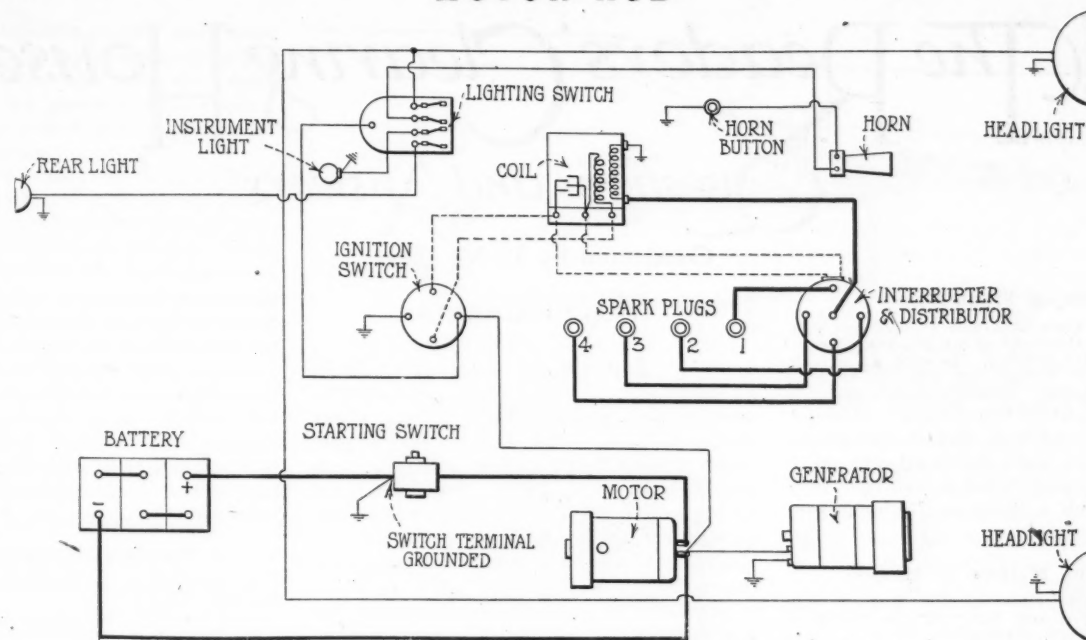 LIGHTING SWITCH
INSTRUMENT
LIGHT
REAR LIGHT
HORN
BUTTON
HORN
HEADLIGHT
COIL
IGNITION
SWITCH
SPARK PLUGS
INTERRUPTER
& DISTRIBUTOR
4 3 2 1
BATTERY
STARTING SWITCH
GENERATOR
MOTOR
+
–
SWITCH TERMINAL
GROUNDED
HEADLIGHT